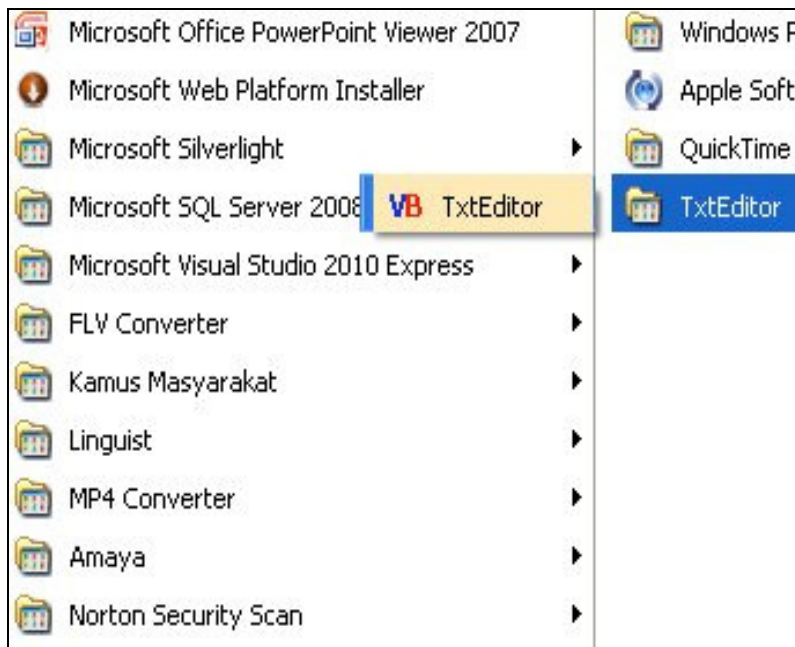 Microsoft Office PowerPoint Viewer 2007
Microsoft Web Platform Installer
Microsoft Silverlight
Microsoft SQL Server 2008
Microsoft Visual Studio 2010 Express
FLV Converter
Kamus Masyarakat
Linguist
MP4 Converter
Amaya
Norton Security Scan
VB TxtEditor
Windows
Apple Soft
QuickTime
TxtEditor